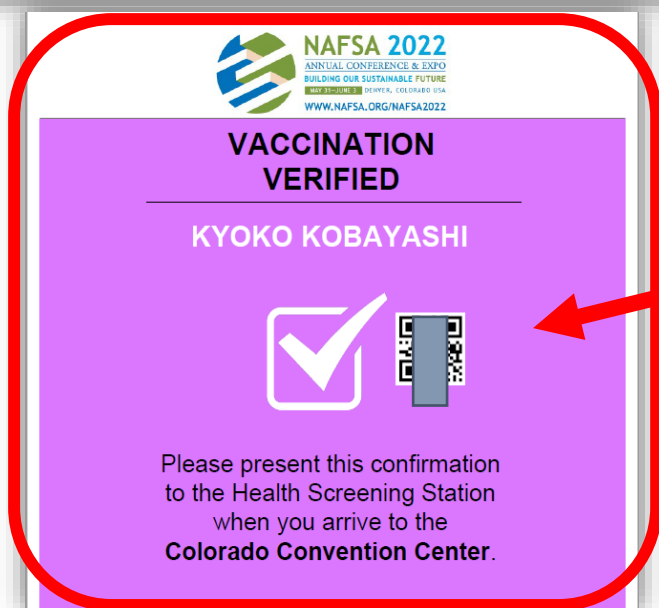 NAFSA 2022
ANNUAL CONFERENCE & EXPO
BUILDING OUR SUSTAINABLE FUTURE
MAY 31–JUNE 3 DENVER, COLORADO USA
WWW.NAFSA.ORG/NAFSA2022
VACCINATION
VERIFIED
KYOKO KOBAYASHI
Please present this confirmation
to the Health Screening Station
when you arrive to the
Colorado Convention Center.